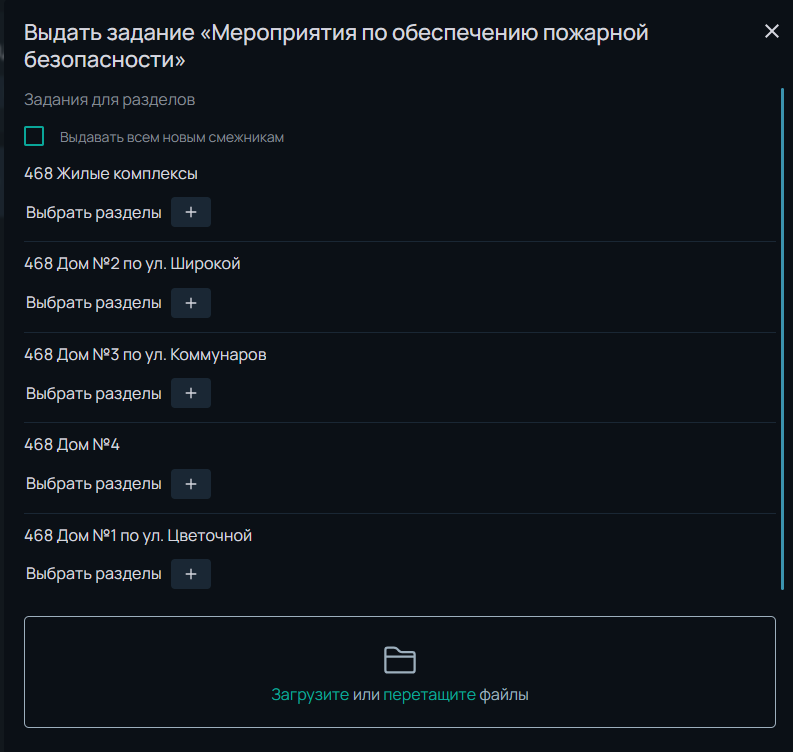 Выдать задание «Мероприятия по обеспечению пожарной
безопасности»
Задания для разделов
Выдавать всем новым смежникам
468 Жилые комплексы
Выбрать разделы +
468 Дом №2 по ул. Широкой
Выбрать разделы +
468 Дом №3 по ул. Коммунаров
Выбрать разделы +
468 Дом №4
Выбрать разделы +
468 Дом №1 по ул. Цветочной
Выбрать разделы +
Загрузите или перетащите файлы